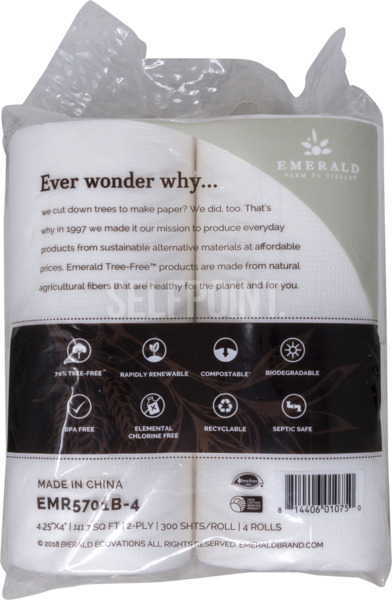 EMERALD
FARM TO TISSUE
Ever wonder why...
we cut down trees to make paper? We did, too. That's
why in 1997 we made it our mission to produce everyday
products from sustainable alternative materials at affordable
prices. Emerald Tree-Free™ products are made from natural
agricultural fibers that are healthy for the planet and for you.
SELFPOINT.
70% TREE-FREE™ RAPIDLY RENEWABLE COMPOSTABLE* BIODEGRADABLE
BPA FREE ELEMENTAL CHLORINE FREE RECYCLABLE SEPTIC SAFE
MADE IN CHINA
EMR5701B-4
4.25"X4" | 141.7 SQ FT | 2-PLY | 300 SHTS/ROLL | 4 ROLLS
© 2018 EMERALD ECOVATIONS ALL RIGHTS RESERVED. EMERALDBRAND.COM
8 14406 01075 0